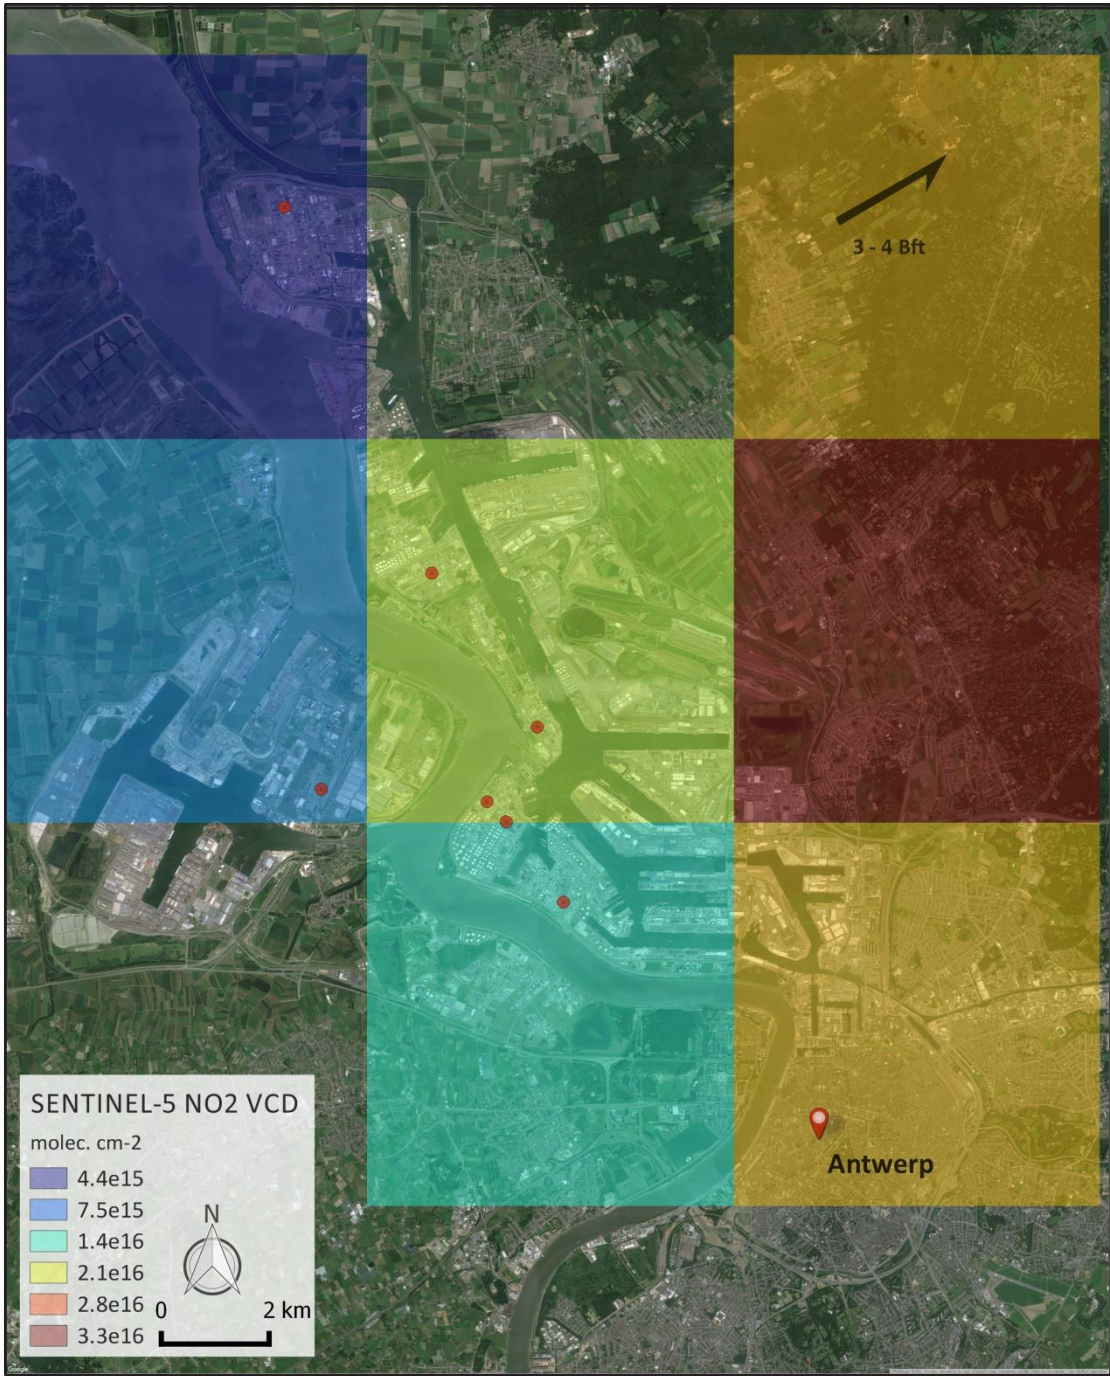 3 - 4 Bft
Antwerp
SENTINEL-5 NO2 VCD
molec. cm-2
4.4e15
7.5e15
1.4e16
2.1e16
2.8e16
3.3e16
N
0 2 km
Google